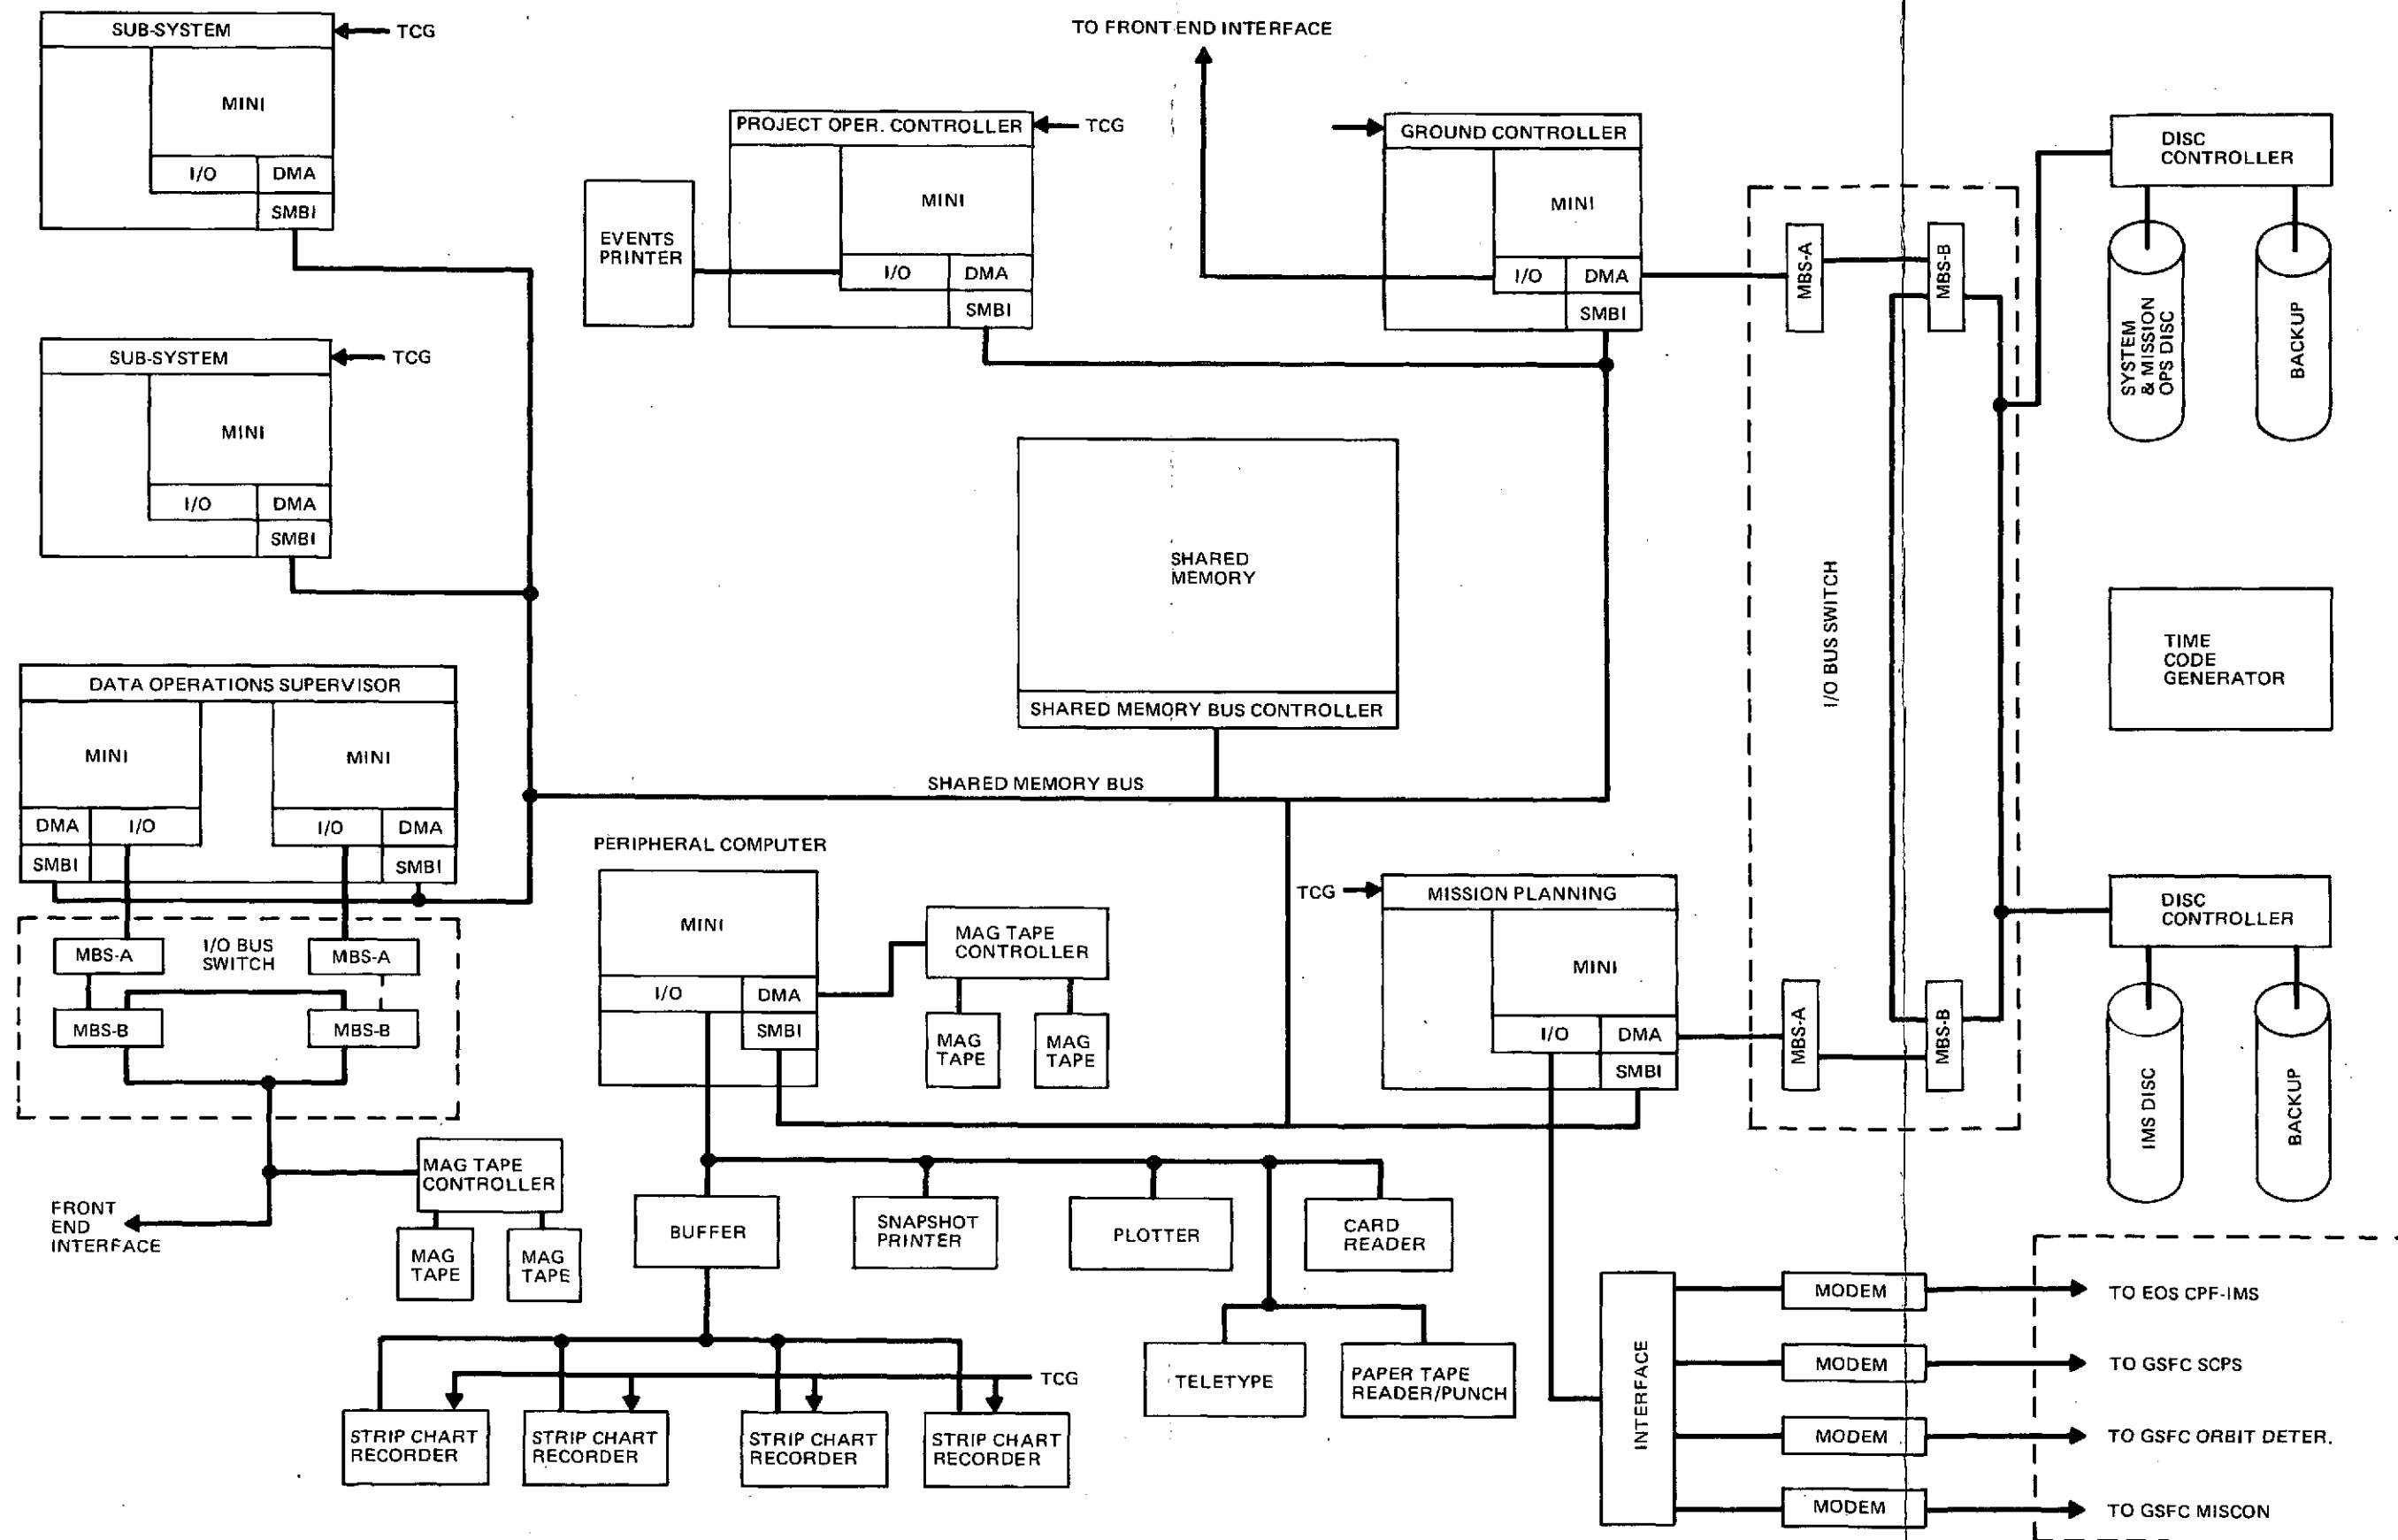 SUB-SYSTEM
TCG
MINI
I/O
DMA
SMBI
SUB-SYSTEM
TCG
MINI
I/O
DMA
SMBI
DATA OPERATIONS SUPERVISOR
MINI
MINI
DMA
I/O
I/O
DMA
SMBI
SMBI
I/O BUS
SWITCH
MBS-A
MBS-A
MBS-B
MBS-B
MAG TAPE
CONTROLLER
FRONT
END
INTERFACE
MAG
TAPE
MAG
TAPE
TO FRONT END INTERFACE
PROJECT OPER. CONTROLLER
TCG
EVENTS
PRINTER
MINI
I/O
DMA
SMBI
GROUND CONTROLLER
MINI
I/O
DMA
SMBI
SHARED
MEMORY
SHARED MEMORY BUS CONTROLLER
SHARED MEMORY BUS
PERIPHERAL COMPUTER
MINI
I/O
DMA
SMBI
MAG TAPE
CONTROLLER
MAG
TAPE
MAG
TAPE
TCG
MISSION PLANNING
MINI
I/O
DMA
SMBI
BUFFER
SNAPSHOT
PRINTER
PLOTTER
CARD
READER
TELETYPE
PAPER TAPE
READER/PUNCH
TCG
STRIP CHART
RECORDER
STRIP CHART
RECORDER
STRIP CHART
RECORDER
STRIP CHART
RECORDER
I/O BUS SWITCH
MBS-A
MBS-B
MBS-A
MBS-B
DISC
CONTROLLER
SYSTEM
& MISSION
OPS DISC
BACKUP
TIME
CODE
GENERATOR
DISC
CONTROLLER
IMS DISC
BACKUP
INTERFACE
MODEM
TO EOS CPF-IMS
MODEM
TO GSFC SCPS
MODEM
TO GSFC ORBIT DETER.
MODEM
TO GSFC MISCON